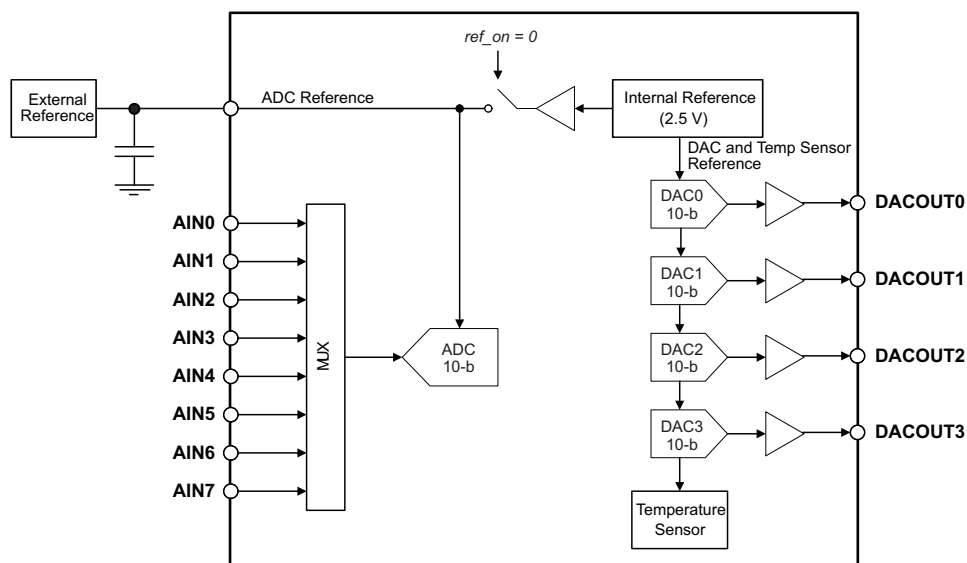 ref_on = 0
External
Reference
ADC Reference
Internal Reference
(2.5 V)
DAC and Temp Sensor
Reference
DAC0
10-b
DACOUT0
AIN0
AIN1
AIN2
AIN3
AIN4
AIN5
AIN6
AIN7
MUX
ADC
10-b
DAC1
10-b
DACOUT1
DAC2
10-b
DACOUT2
DAC3
10-b
DACOUT3
Temperature
Sensor